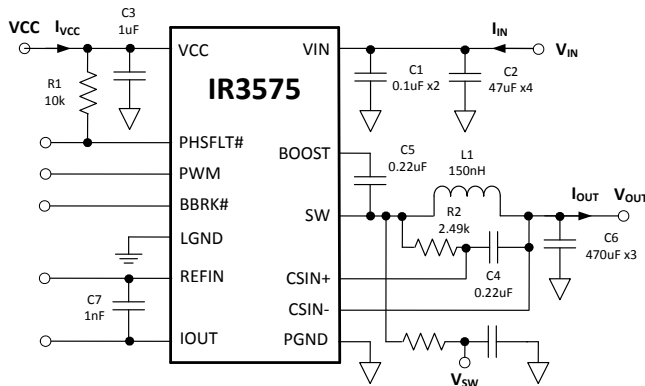 VCC
IVCC
C3
1uF
R1
10k
VCC
VIN
IR3575
PHSFLT#
PWM
BBRK#
LGND
REFIN
IOUT
BOOST
SW
CSIN+
CSIN-
PGND
C7
1nF
IIN
VIN
C1
0.1uF x2
C2
47uF x4
C5
0.22uF
L1
150nH
R2
2.49k
C4
0.22uF
IOUT
VOUT
C6
470uF x3
VSW